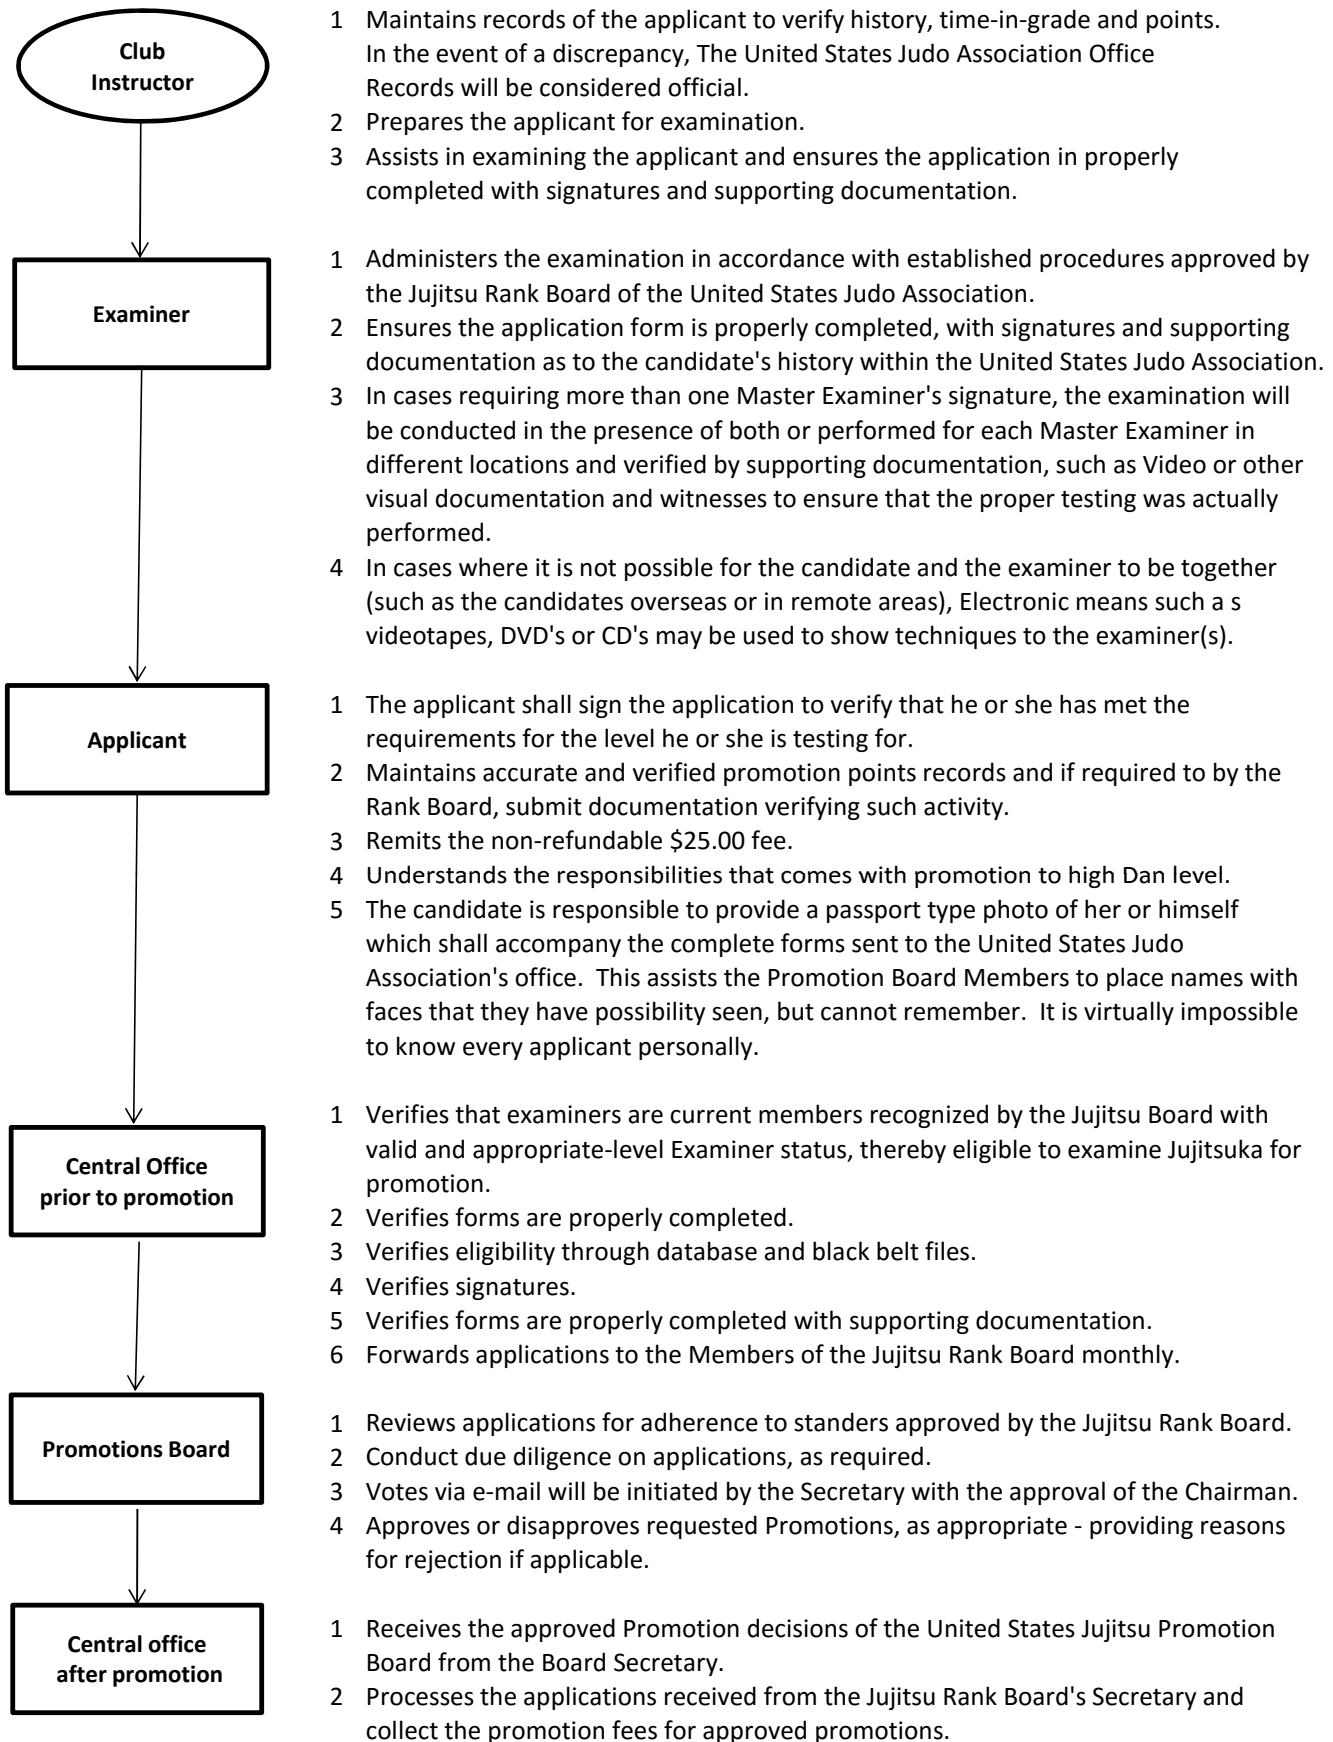 Club
Instructor
1 Maintains records of the applicant to verify history, time-in-grade and points.
In the event of a discrepancy, The United States Judo Association Office
Records will be considered official.
2 Prepares the applicant for examination.
3 Assists in examining the applicant and ensures the application in properly
completed with signatures and supporting documentation.
Examiner
1 Administers the examination in accordance with established procedures approved by
the Jujitsu Rank Board of the United States Judo Association.
2 Ensures the application form is properly completed, with signatures and supporting
documentation as to the candidate's history within the United States Judo Association.
3 In cases requiring more than one Master Examiner's signature, the examination will
be conducted in the presence of both or performed for each Master Examiner in
different locations and verified by supporting documentation, such as Video or other
visual documentation and witnesses to ensure that the proper testing was actually
performed.
4 In cases where it is not possible for the candidate and the examiner to be together
(such as the candidates overseas or in remote areas), Electronic means such a s
videotapes, DVD's or CD's may be used to show techniques to the examiner(s).
Applicant
1 The applicant shall sign the application to verify that he or she has met the
requirements for the level he or she is testing for.
2 Maintains accurate and verified promotion points records and if required to by the
Rank Board, submit documentation verifying such activity.
3 Remits the non-refundable $25.00 fee.
4 Understands the responsibilities that comes with promotion to high Dan level.
5 The candidate is responsible to provide a passport type photo of her or himself
which shall accompany the complete forms sent to the United States Judo
Association's office. This assists the Promotion Board Members to place names with
faces that they have possibility seen, but cannot remember. It is virtually impossible
to know every applicant personally.
Central Office
prior to promotion
1 Verifies that examiners are current members recognized by the Jujitsu Board with
valid and appropriate-level Examiner status, thereby eligible to examine Jujitsuka for
promotion.
2 Verifies forms are properly completed.
3 Verifies eligibility through database and black belt files.
4 Verifies signatures.
5 Verifies forms are properly completed with supporting documentation.
6 Forwards applications to the Members of the Jujitsu Rank Board monthly.
Promotions Board
1 Reviews applications for adherence to standers approved by the Jujitsu Rank Board.
2 Conduct due diligence on applications, as required.
3 Votes via e-mail will be initiated by the Secretary with the approval of the Chairman.
4 Approves or disapproves requested Promotions, as appropriate - providing reasons
for rejection if applicable.
Central office
after promotion
1 Receives the approved Promotion decisions of the United States Jujitsu Promotion
Board from the Board Secretary.
2 Processes the applications received from the Jujitsu Rank Board's Secretary and
collect the promotion fees for approved promotions.